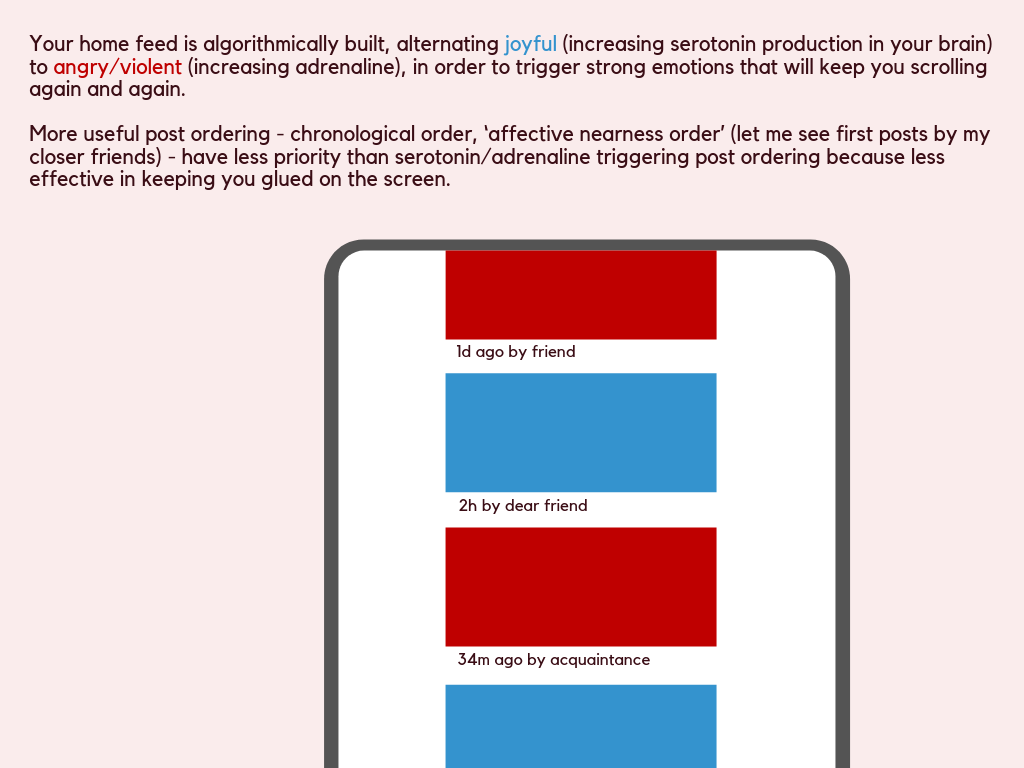 Your home feed is algorithmically built, alternating joyful (increasing serotonin production in your brain)
to angry/violent (increasing adrenaline), in order to trigger strong emotions that will keep you scrolling
again and again.
More useful post ordering - chronological order, ‘affective nearness order’ (let me see first posts by my
closer friends) - have less priority than serotonin/adrenaline triggering post ordering because less
effective in keeping you glued on the screen.
1d ago by friend
2h by dear friend
34m ago by acquaintance